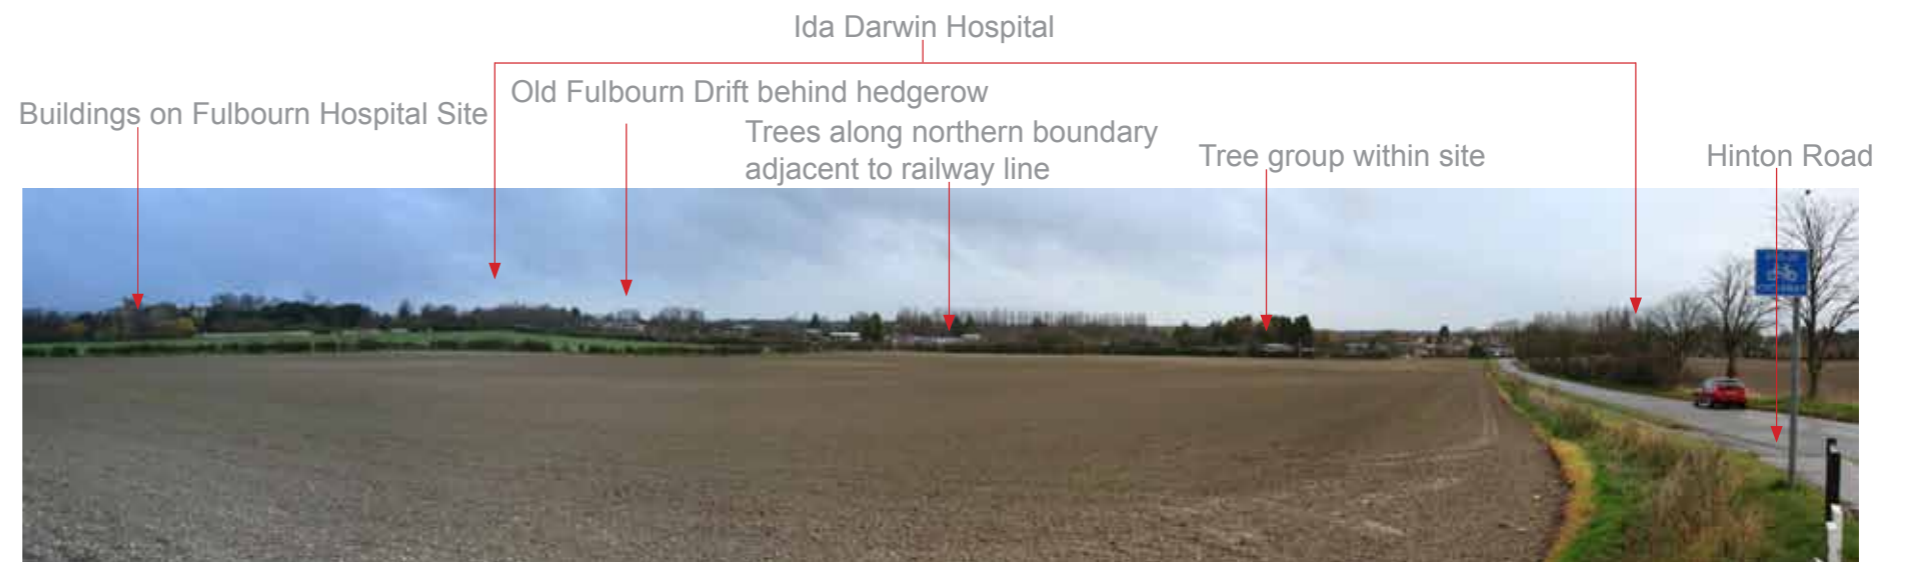 Ida Darwin Hospital
Old Fulbourn Drift behind hedgerow
Buildings on Fulbourn Hospital Site
Trees along northern boundary
adjacent to railway line
Tree group within site
Hinton Road